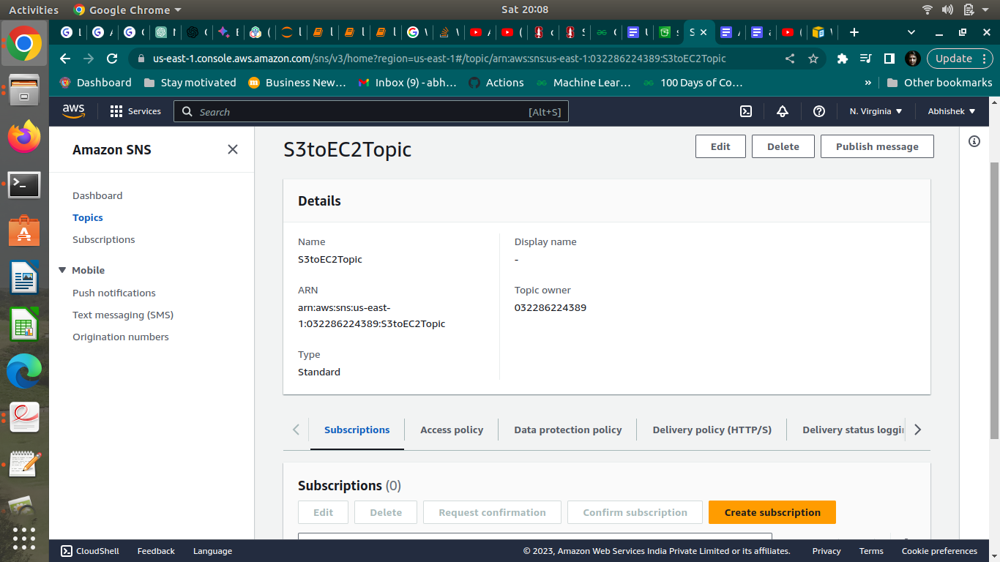 Activities Google Chrome Sat 20:08
us-east-1.console.aws.amazon.com/sns/v3/home?region=us-east-1#/topic/arn:aws:sns:us-east-1:032286224389:S3toEC2Topic Update
Dashboard Stay motivated Business New… Inbox (9) - abh… Actions Machine Lear… 100 Days of Co… » Other bookmarks
aws Services Search [Alt+S] N. Virginia Abhishek
Amazon SNS
Dashboard
Topics
Subscriptions
Mobile
Push notifications
Text messaging (SMS)
Origination numbers
S3toEC2Topic Edit Delete Publish message
Details
Name
S3toEC2Topic
ARN
arn:aws:sns:us-east-
1:032286224389:S3toEC2Topic
Type
Standard
Display name
-
Topic owner
032286224389
Subscriptions Access policy Data protection policy Delivery policy (HTTP/S) Delivery status loggi
Subscriptions (0)
Edit Delete Request confirmation Confirm subscription Create subscription
CloudShell Feedback Language © 2023, Amazon Web Services India Private Limited or its affiliates. Privacy Terms Cookie preferences